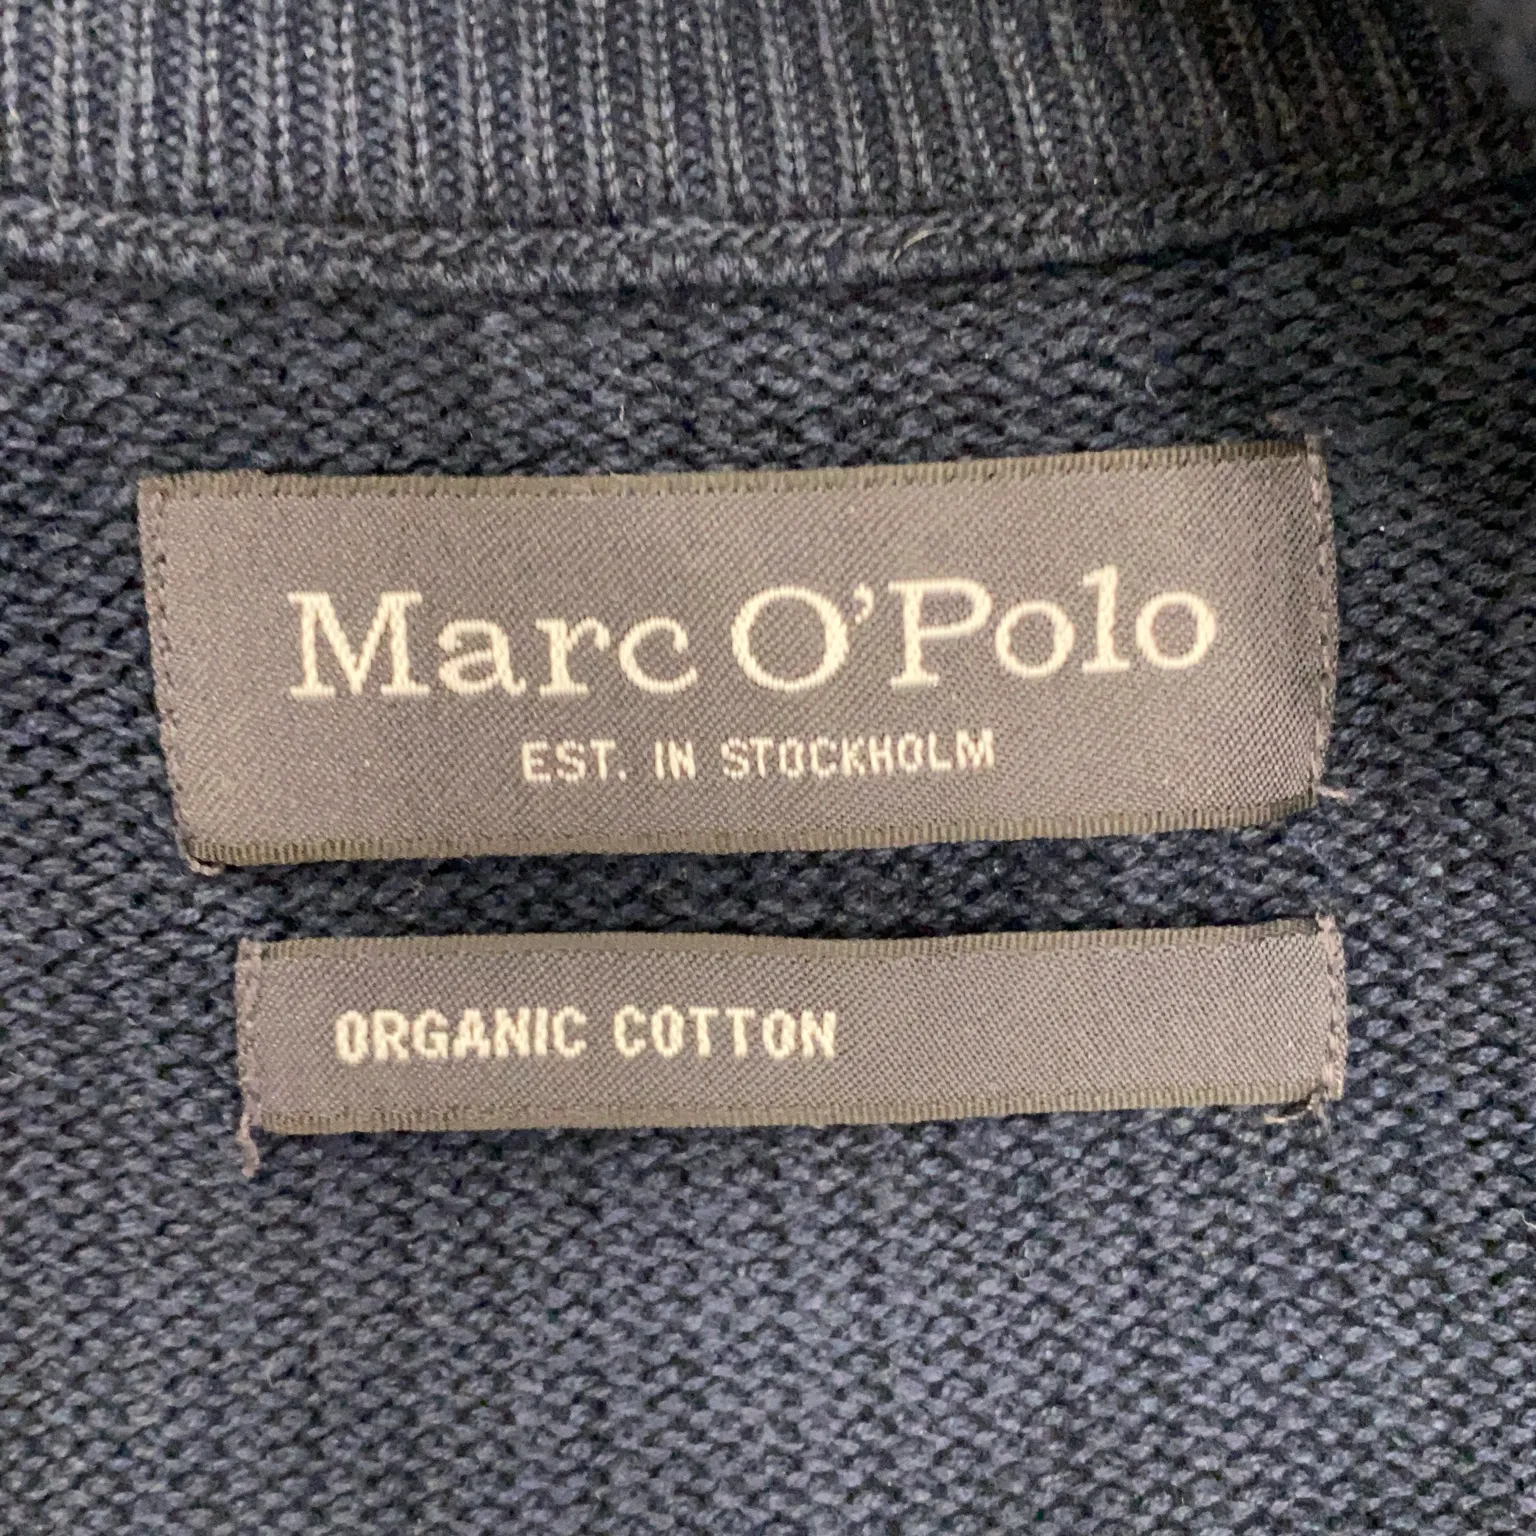 Marc O'Polo
EST. IN STOCKHOLM
ORGANIC COTTON